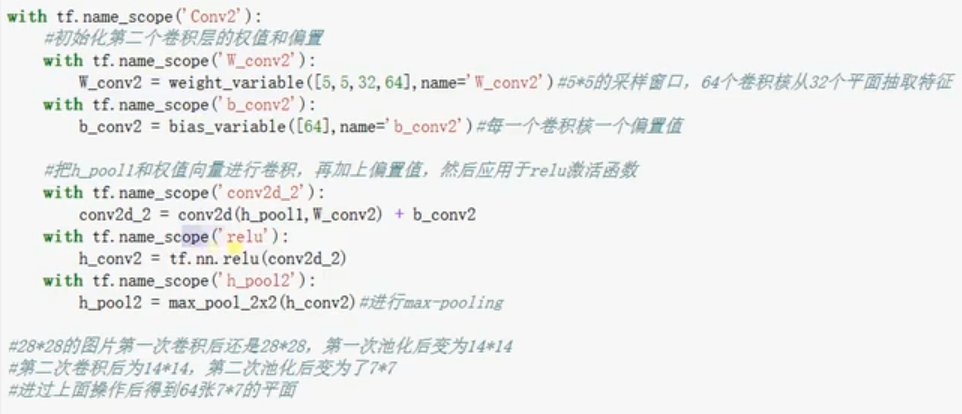 with tf.name_scope('Conv2'):
#初始化第二个卷积层的权值和偏置
with tf.name_scope('W_conv2'):
W_conv2 = weight_variable([5,5,32,64],name='W_conv2')#5*5的采样窗口，64个卷积核从32个平面抽取特征
with tf.name_scope('b_conv2'):
b_conv2 = bias_variable([64],name='b_conv2')#每一个卷积核一个偏置值
#把h_pool1和权值向量进行卷积，再加上偏置值，然后应用于relu激活函数
with tf.name_scope('conv2d_2'):
conv2d_2 = conv2d(h_pool1,W_conv2) + b_conv2
with tf.name_scope('relu'):
h_conv2 = tf.nn.relu(conv2d_2)
with tf.name_scope('h_pool2'):
h_pool2 = max_pool_2x2(h_conv2)#进行max-pooling
#28*28的图片第一次卷积后还是28*28，第一次池化后变为14*14
#第二次卷积后为14*14，第二次池化后变为了7*7
#进过上面操作后得到64张7*7的平面